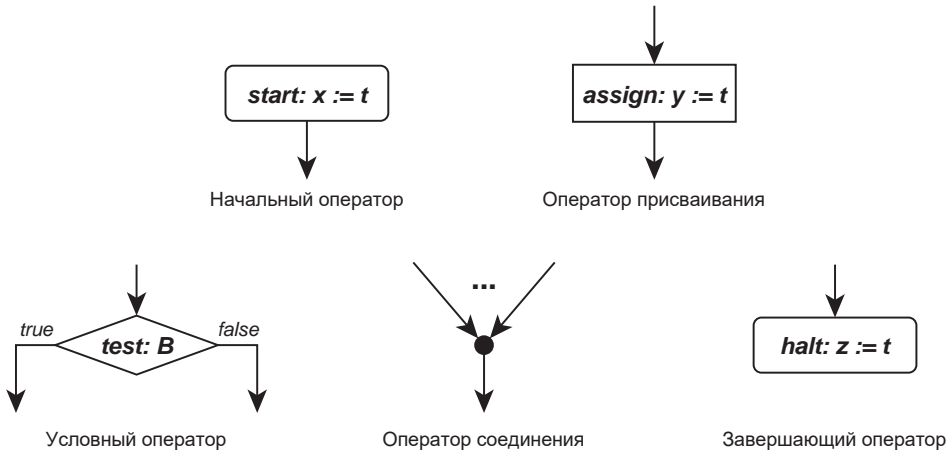 start: x := t
assign: y := t
Начальный оператор
Оператор присваивания
...
true
false
test: B
halt: z := t
Условный оператор
Оператор соединения
Завершающий оператор